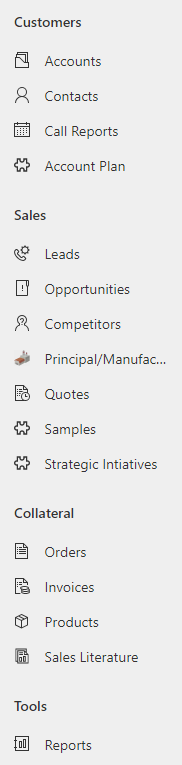 Customers
Accounts
Contacts
Call Reports
Account Plan
Sales
Leads
Opportunities
Competitors
Principal/Manufac...
Quotes
Samples
Strategic Intiatives
Collateral
Orders
Invoices
Products
Sales Literature
Tools
Reports